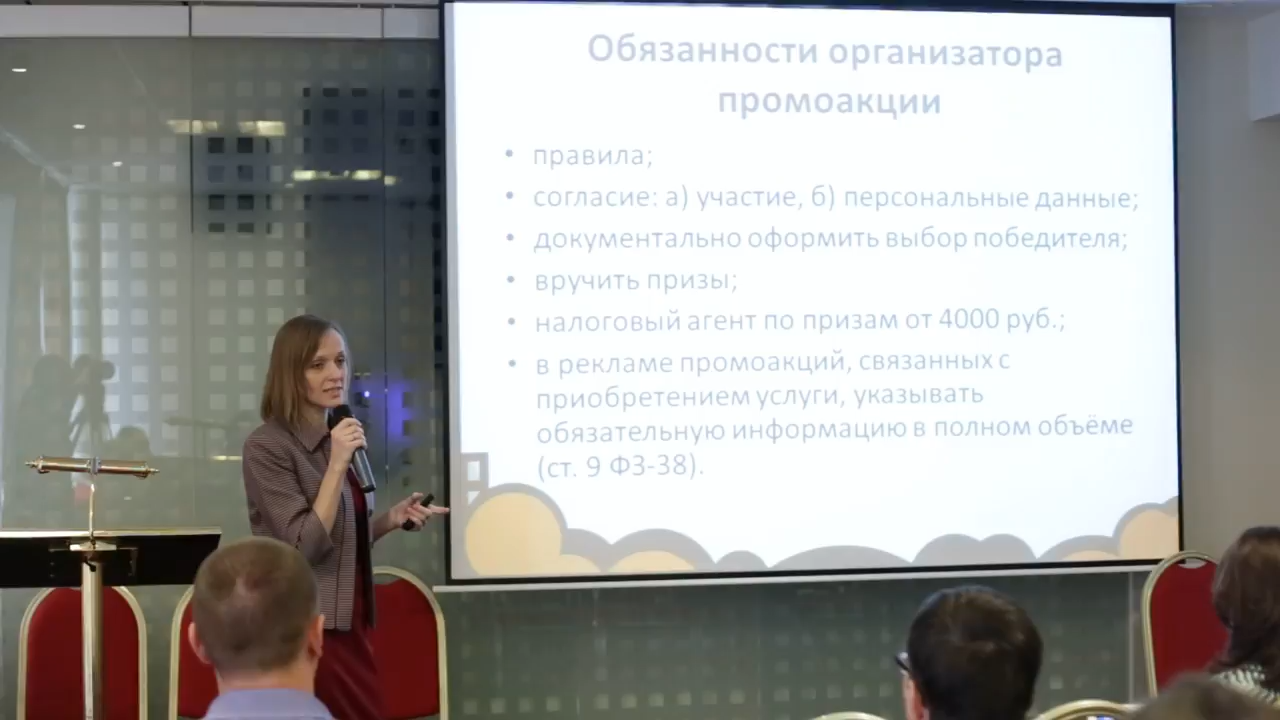 Обязанности организатора
промоакции
• правила;
• согласие: а) участие, б) персональные данные;
• документально оформить выбор победителя;
• вручить призы;
• налоговый агент по призам от 4000 руб.;
• в рекламе промоакций, связанных с
приобретением услуги, указывать
обязательную информацию в полном объёме
(ст. 9 ФЗ-38).